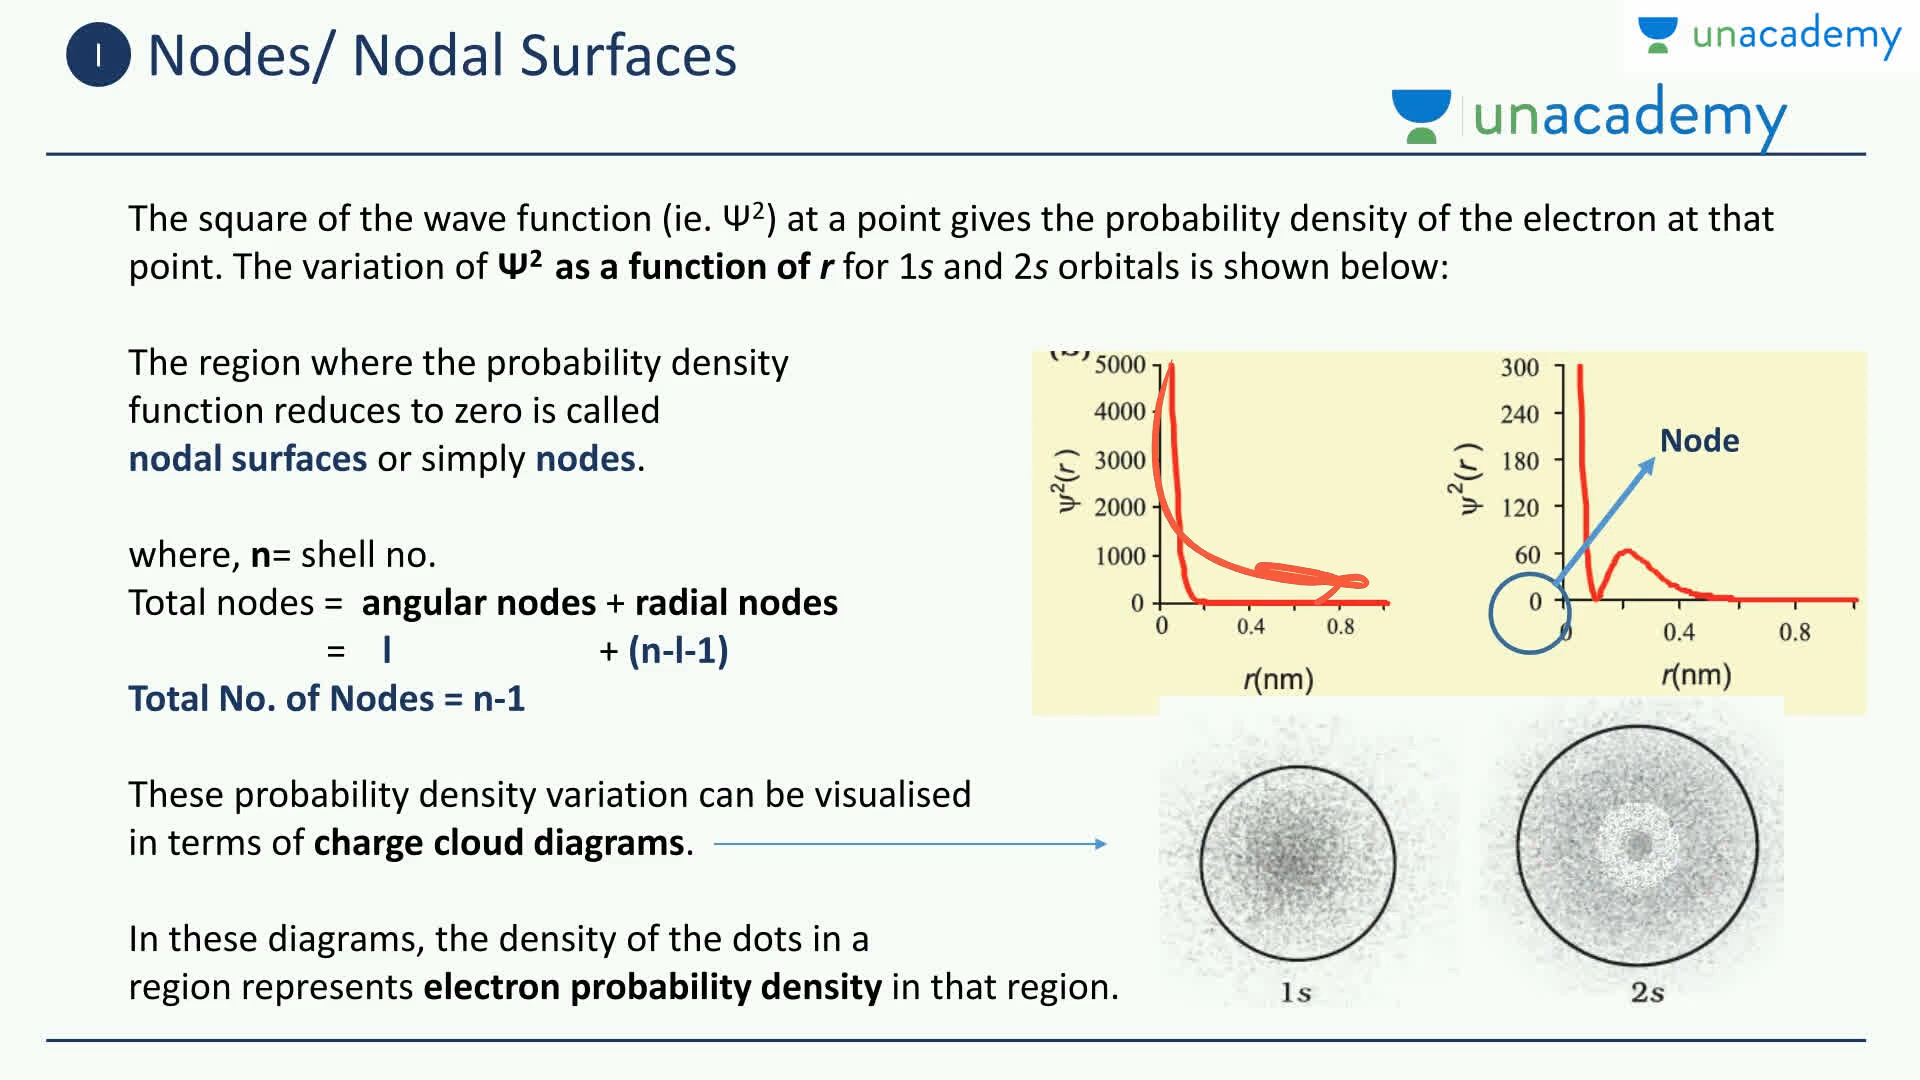 I Nodes/ Nodal Surfaces
unacademy
unacademy
The square of the wave function (ie. Ψ²) at a point gives the probability density of the electron at that
point. The variation of Ψ² as a function of r for 1s and 2s orbitals is shown below:
The region where the probability density
function reduces to zero is called
nodal surfaces or simply nodes.
where, n= shell no.
Total nodes = angular nodes + radial nodes
= l + (n-l-1)
Total No. of Nodes = n-1
These probability density variation can be visualised
in terms of charge cloud diagrams.
In these diagrams, the density of the dots in a
region represents electron probability density in that region.
5000
4000
3000
2000
1000
0
ψ²(r)
0 0.4 0.8
r(nm)
300
240
180
120
60
0
ψ²(r)
Node
0 0.4 0.8
r(nm)
1s
2s